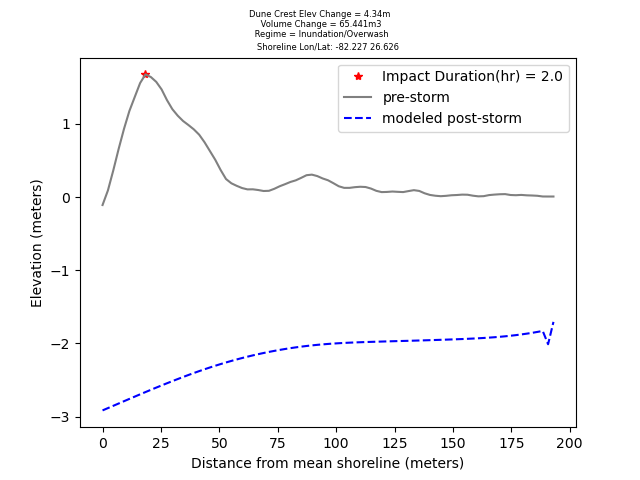 Dune Crest Elev Change = 4.34m
Volume Change = 65.441m3
Regime = Inundation/Overwash
Shoreline Lon/Lat: -82.227 26.626
Impact Duration(hr) = 2.0
pre-storm
modeled post-storm
1
0
−1
−2
−3
Elevation (meters)
0 25 50 75 100 125 150 175 200
Distance from mean shoreline (meters)